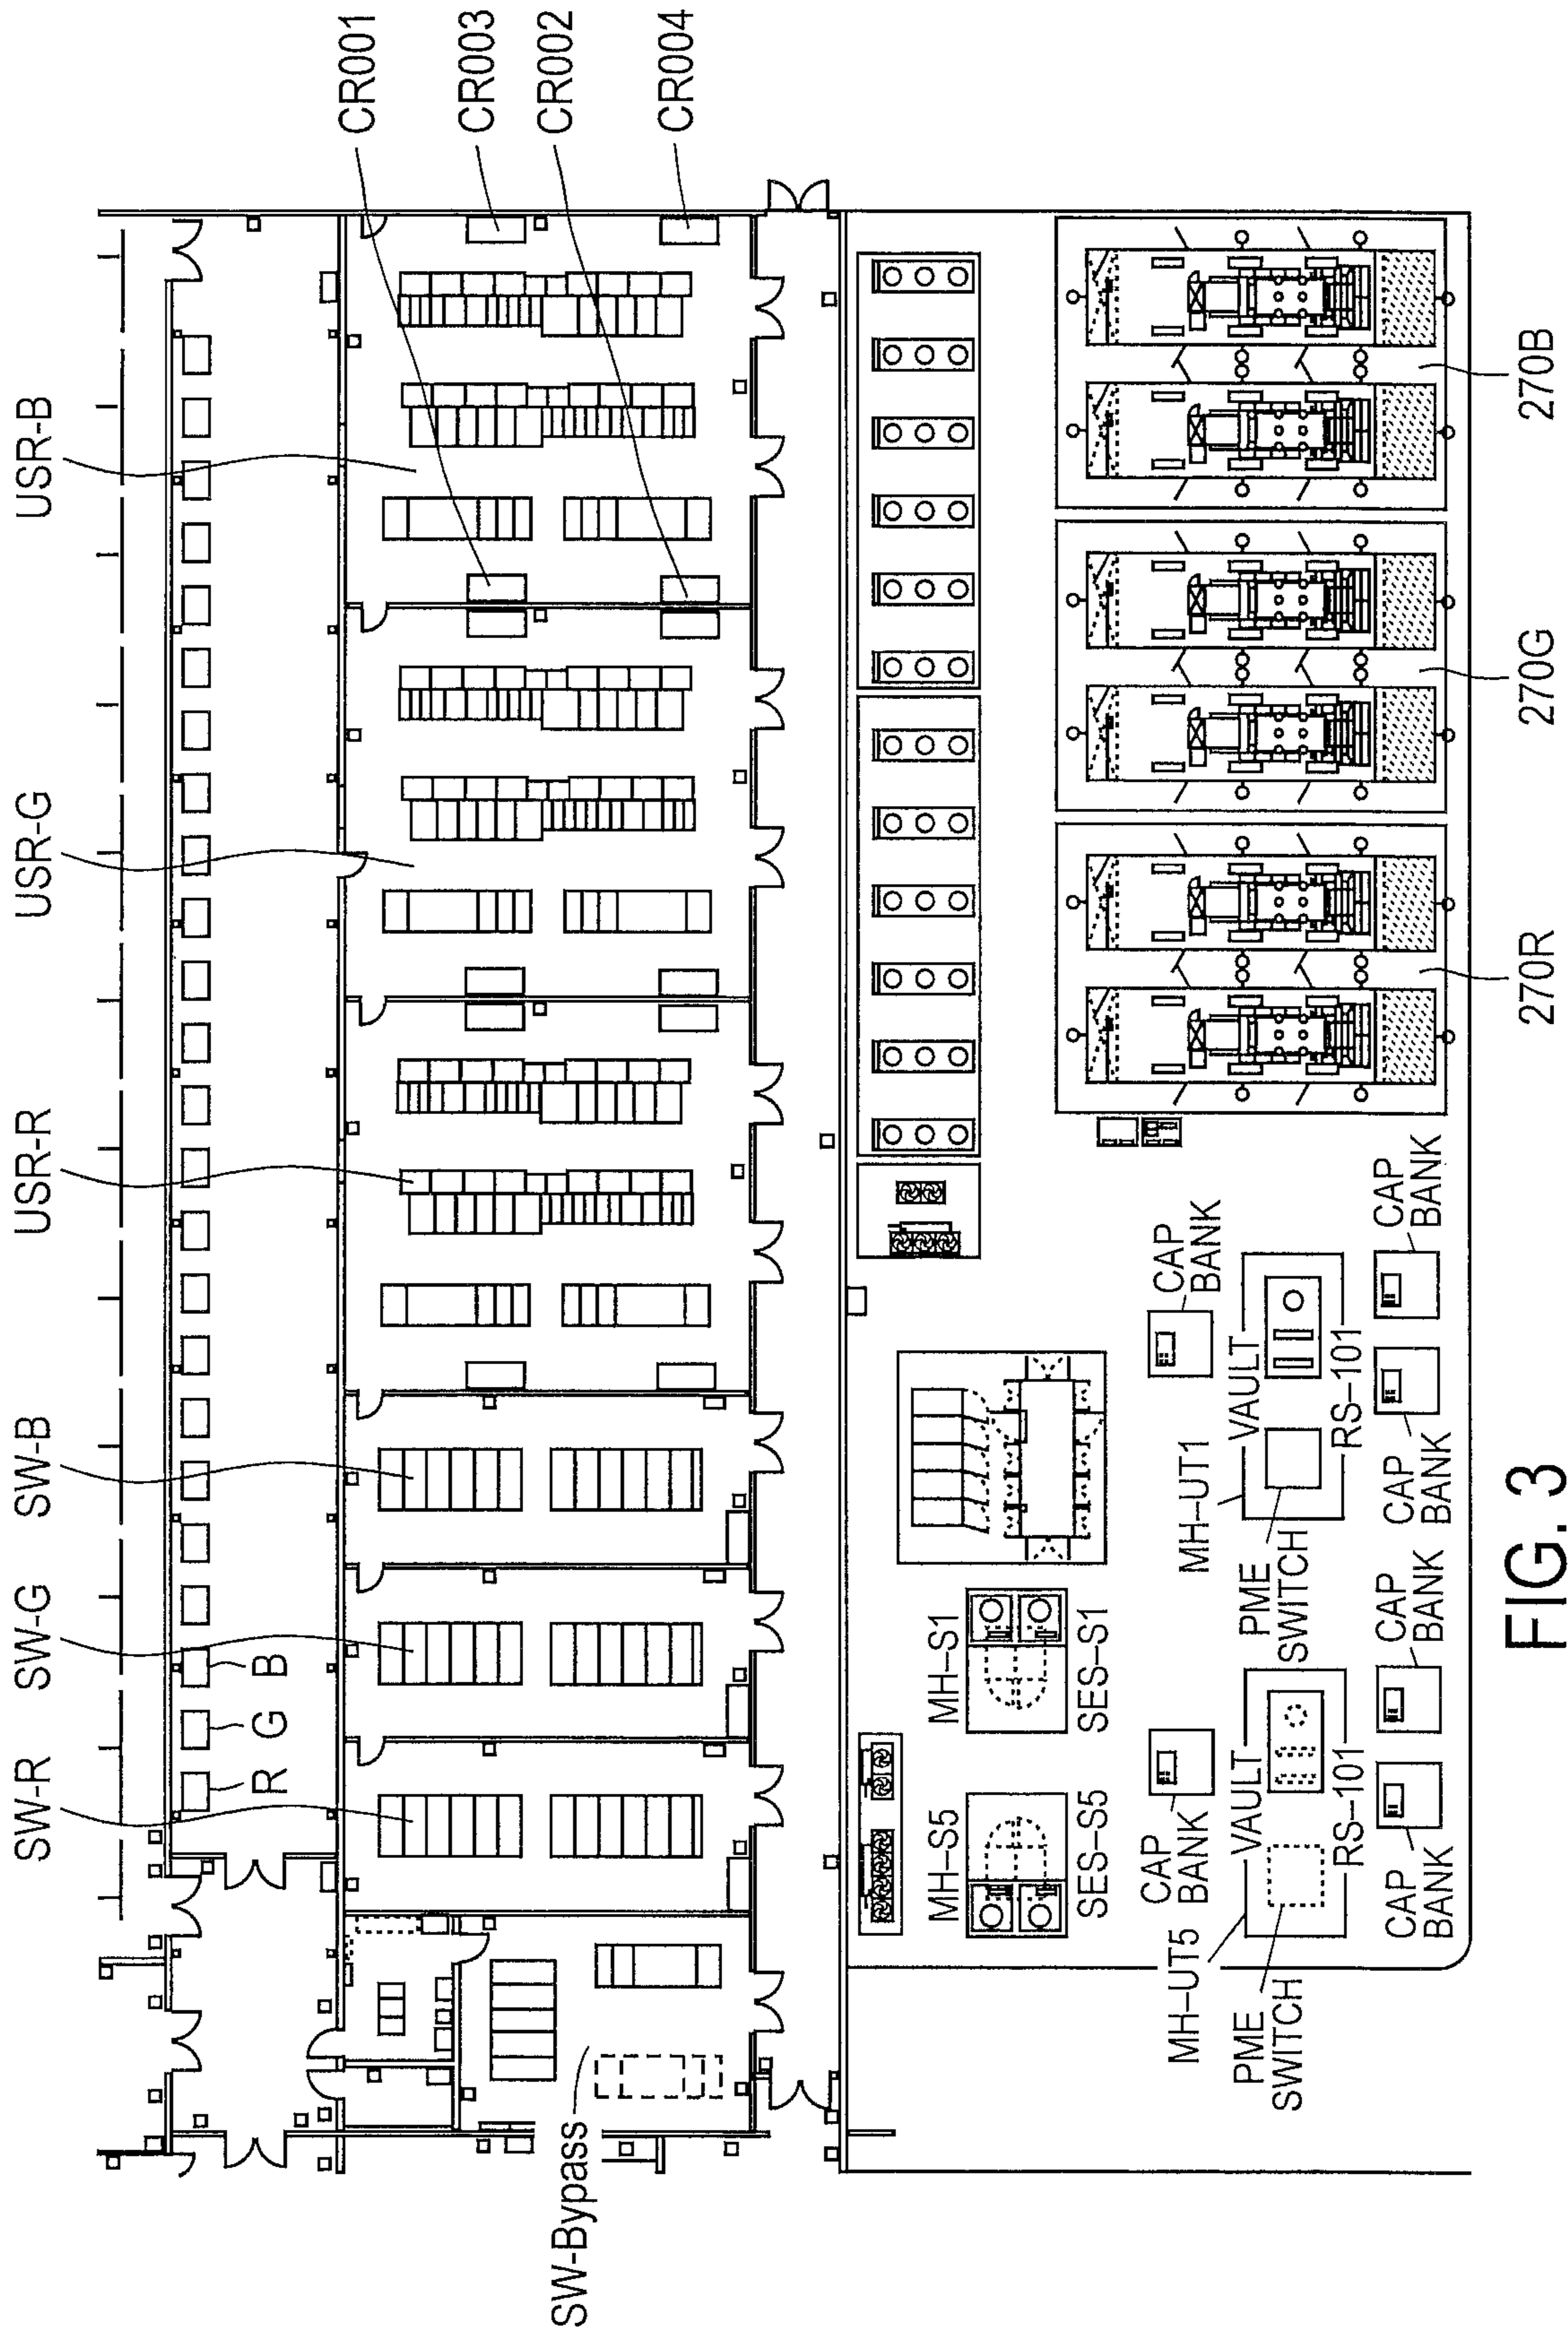 SW-R
SW-G
SW-B
USR-R
USR-G
USR-B
CR001
CR003
CR002
CR004
R
G
B
SW-Bypass
MH-S5
SES-S5
MH-S1
SES-S1
CAP
BANK
CAP
BANK
MH-UT5
VAULT
RS-101
PME
SWITCH
MH-UT1
VAULT
RS-101
PME
SWITCH
CAP
BANK
CAP
BANK
CAP
BANK
CAP
BANK
270R
270G
270B
FIG. 3